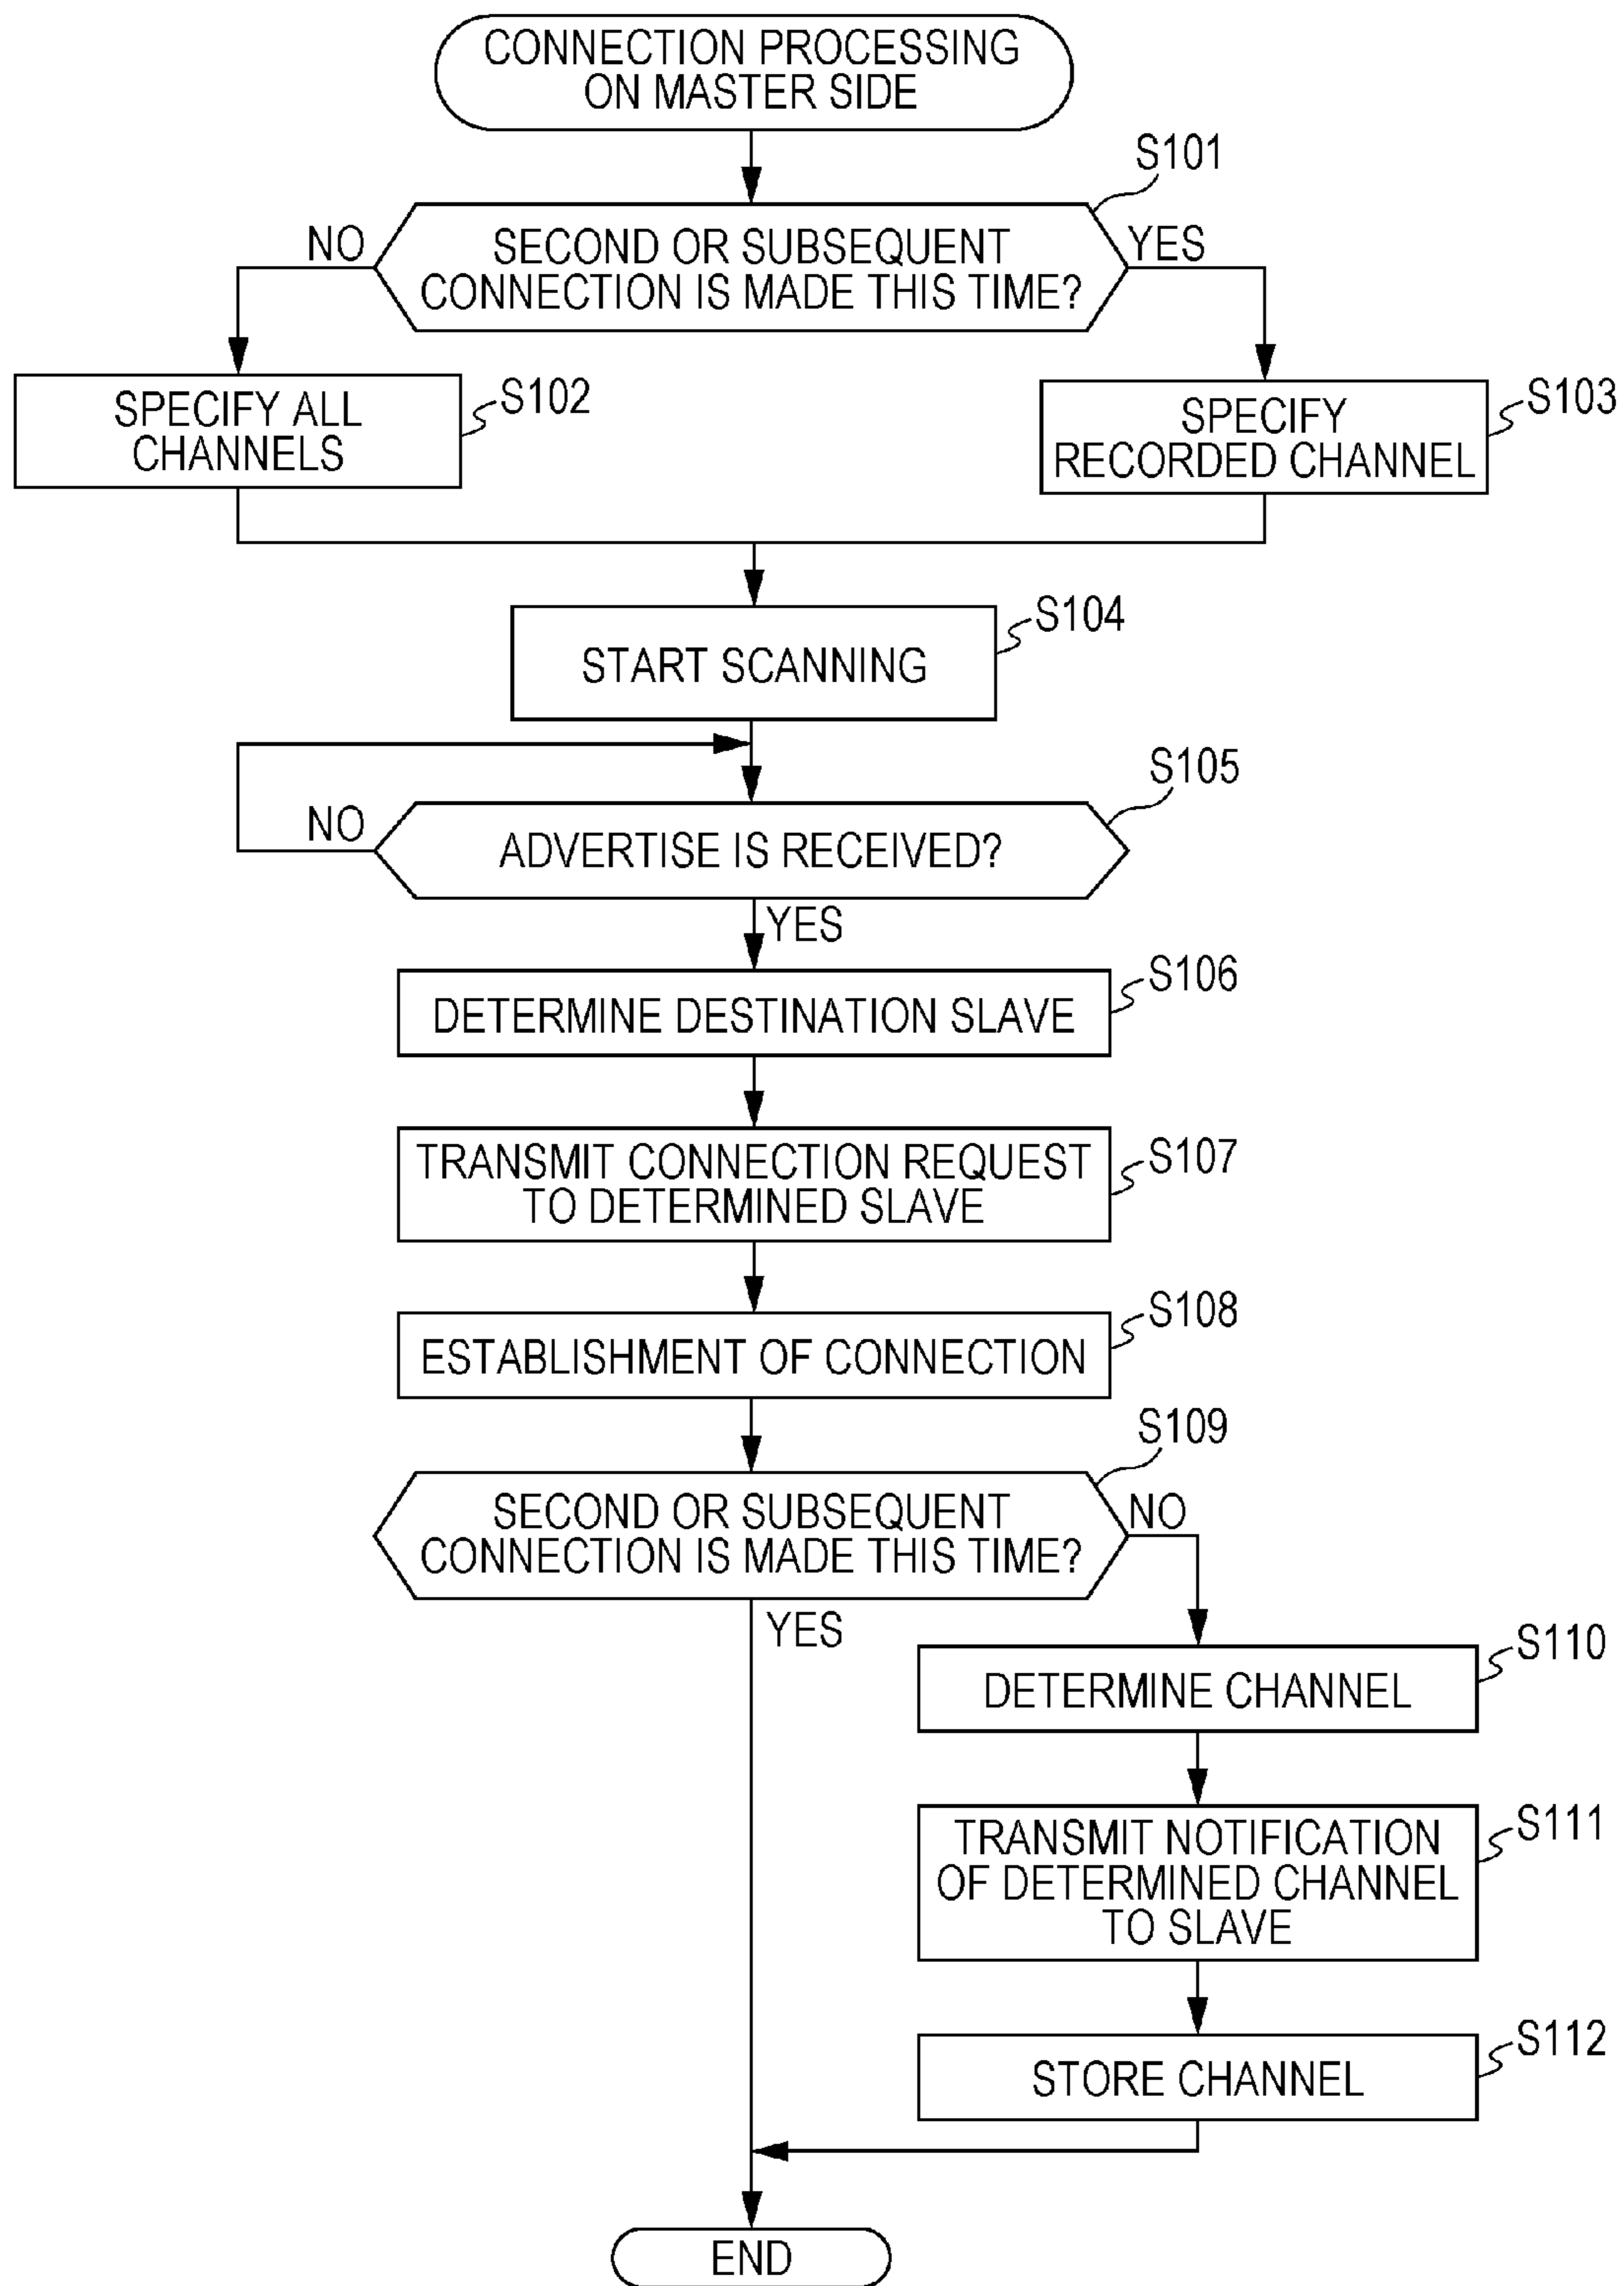 CONNECTION PROCESSING
ON MASTER SIDE
S101
NO
SECOND OR SUBSEQUENT
CONNECTION IS MADE THIS TIME?
YES
SPECIFY ALL
CHANNELS
S102
SPECIFY
RECORDED CHANNEL
S103
START SCANNING
S104
S105
NO
ADVERTISE IS RECEIVED?
YES
DETERMINE DESTINATION SLAVE
S106
TRANSMIT CONNECTION REQUEST
TO DETERMINED SLAVE
S107
ESTABLISHMENT OF CONNECTION
S108
S109
SECOND OR SUBSEQUENT
CONNECTION IS MADE THIS TIME?
NO
YES
DETERMINE CHANNEL
S110
TRANSMIT NOTIFICATION
OF DETERMINED CHANNEL
TO SLAVE
S111
STORE CHANNEL
S112
END